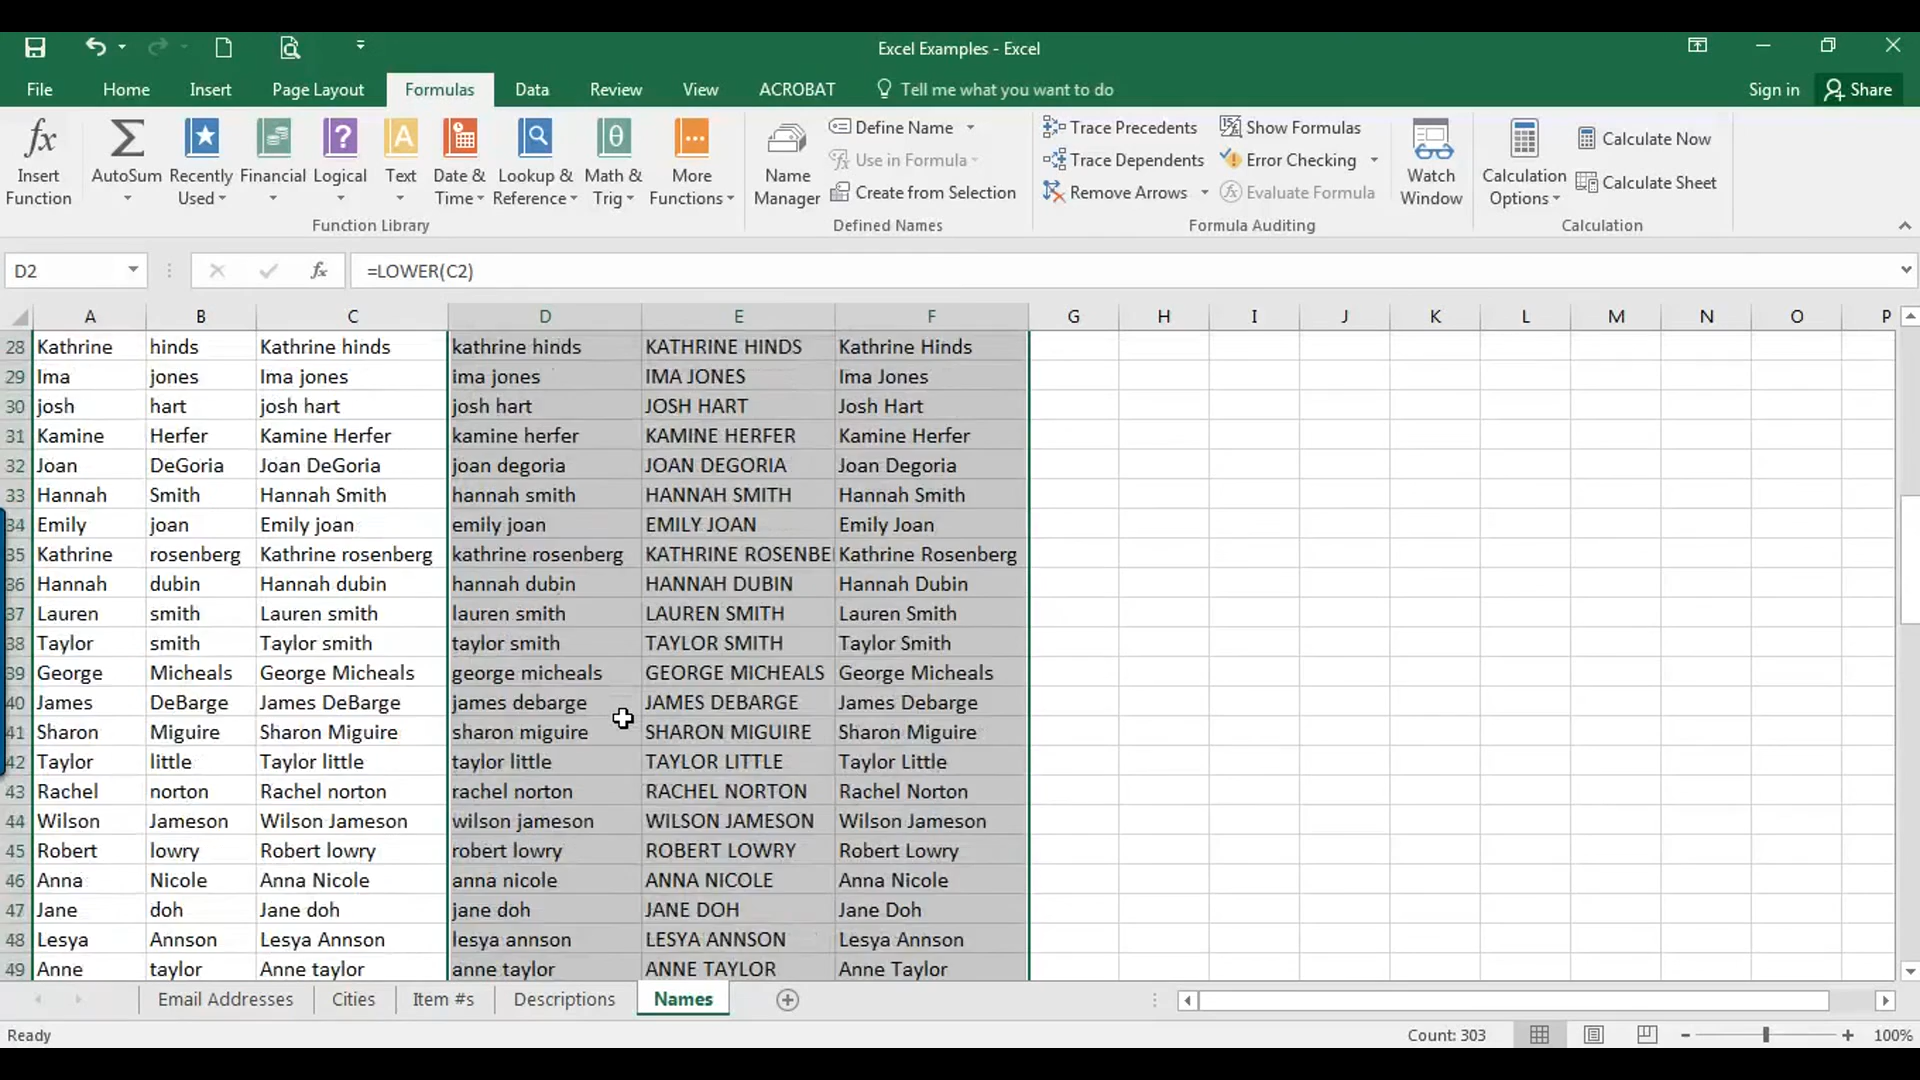 Excel Examples - Excel
File Home Insert Page Layout Formulas Data Review View ACROBAT Tell me what you want to do Sign in Share
fx Insert Function
AutoSum
Recently Used
Financial
Logical
Text
Date & Time
Lookup & Reference
Math & Trig
More Functions
Function Library
Name Manager
Define Name
Use in Formula
Create from Selection
Defined Names
Trace Precedents
Trace Dependents
Remove Arrows
Show Formulas
Error Checking
Evaluate Formula
Formula Auditing
Watch Window
Calculation Options
Calculate Now
Calculate Sheet
Calculation
D2 fx =LOWER(C2)
A B C D E F G H I J K L M N O P
28 Kathrine hinds Kathrine hinds kathrine hinds KATHRINE HINDS Kathrine Hinds
29 Ima jones Ima jones ima jones IMA JONES Ima Jones
30 josh hart josh hart josh hart JOSH HART Josh Hart
31 Kamine Herfer Kamine Herfer kamine herfer KAMINE HERFER Kamine Herfer
32 Joan DeGoria Joan DeGoria joan degoria JOAN DEGORIA Joan Degoria
33 Hannah Smith Hannah Smith hannah smith HANNAH SMITH Hannah Smith
34 Emily joan Emily joan emily joan EMILY JOAN Emily Joan
35 Kathrine rosenberg Kathrine rosenberg kathrine rosenberg KATHRINE ROSENBE Kathrine Rosenberg
36 Hannah dubin Hannah dubin hannah dubin HANNAH DUBIN Hannah Dubin
37 Lauren smith Lauren smith lauren smith LAUREN SMITH Lauren Smith
38 Taylor smith Taylor smith taylor smith TAYLOR SMITH Taylor Smith
39 George Micheals George Micheals george micheals GEORGE MICHEALS George Micheals
40 James DeBarge James DeBarge james debarge JAMES DEBARGE James Debarge
41 Sharon Miguire Sharon Miguire sharon miguire SHARON MIGUIRE Sharon Miguire
42 Taylor little Taylor little taylor little TAYLOR LITTLE Taylor Little
43 Rachel norton Rachel norton rachel norton RACHEL NORTON Rachel Norton
44 Wilson Jameson Wilson Jameson wilson jameson WILSON JAMESON Wilson Jameson
45 Robert lowry Robert lowry robert lowry ROBERT LOWRY Robert Lowry
46 Anna Nicole Anna Nicole anna nicole ANNA NICOLE Anna Nicole
47 Jane doh Jane doh jane doh JANE DOH Jane Doh
48 Lesya Annson Lesya Annson lesya annson LESYA ANNSON Lesya Annson
49 Anne taylor Anne taylor anne taylor ANNE TAYLOR Anne Taylor
Email Addresses Cities Item #s Descriptions Names
Ready Count: 303 100%